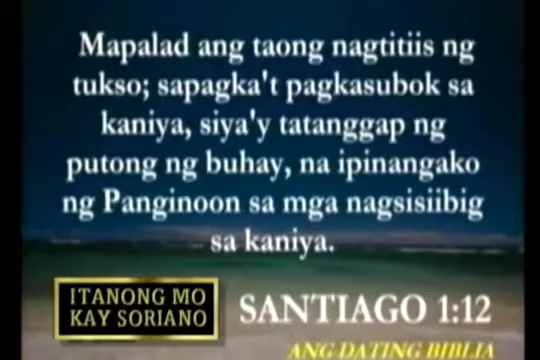 Mapalad ang taong nagtitiis ng
tukso; sapagka't pagkasubok sa
kaniya, siya'y tatanggap ng
putong ng buhay, na ipinangako
ng Panginoon sa mga nagsisiibig
sa kaniya.
ITANONG MO
KAY SORIANO
SANTIAGO 1:12
ANG DATING BIBLIA